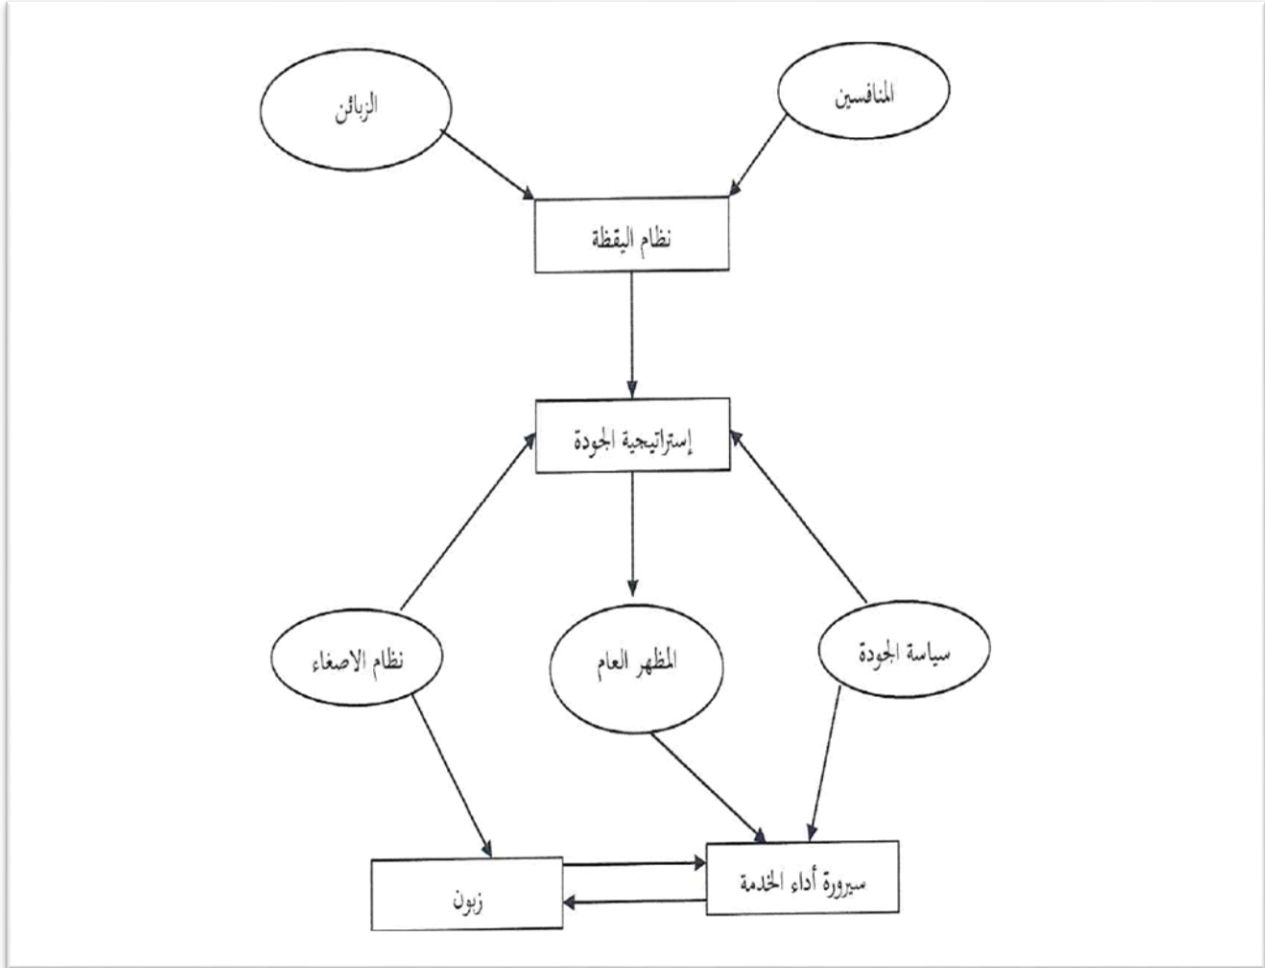 المنافسين
الزبائن
نظام اليقظة
إستراتيجية الجودة
سياسة الجودة
المظهر العام
نظام الاصغاء
سيرورة أداء الخدمة
زبون